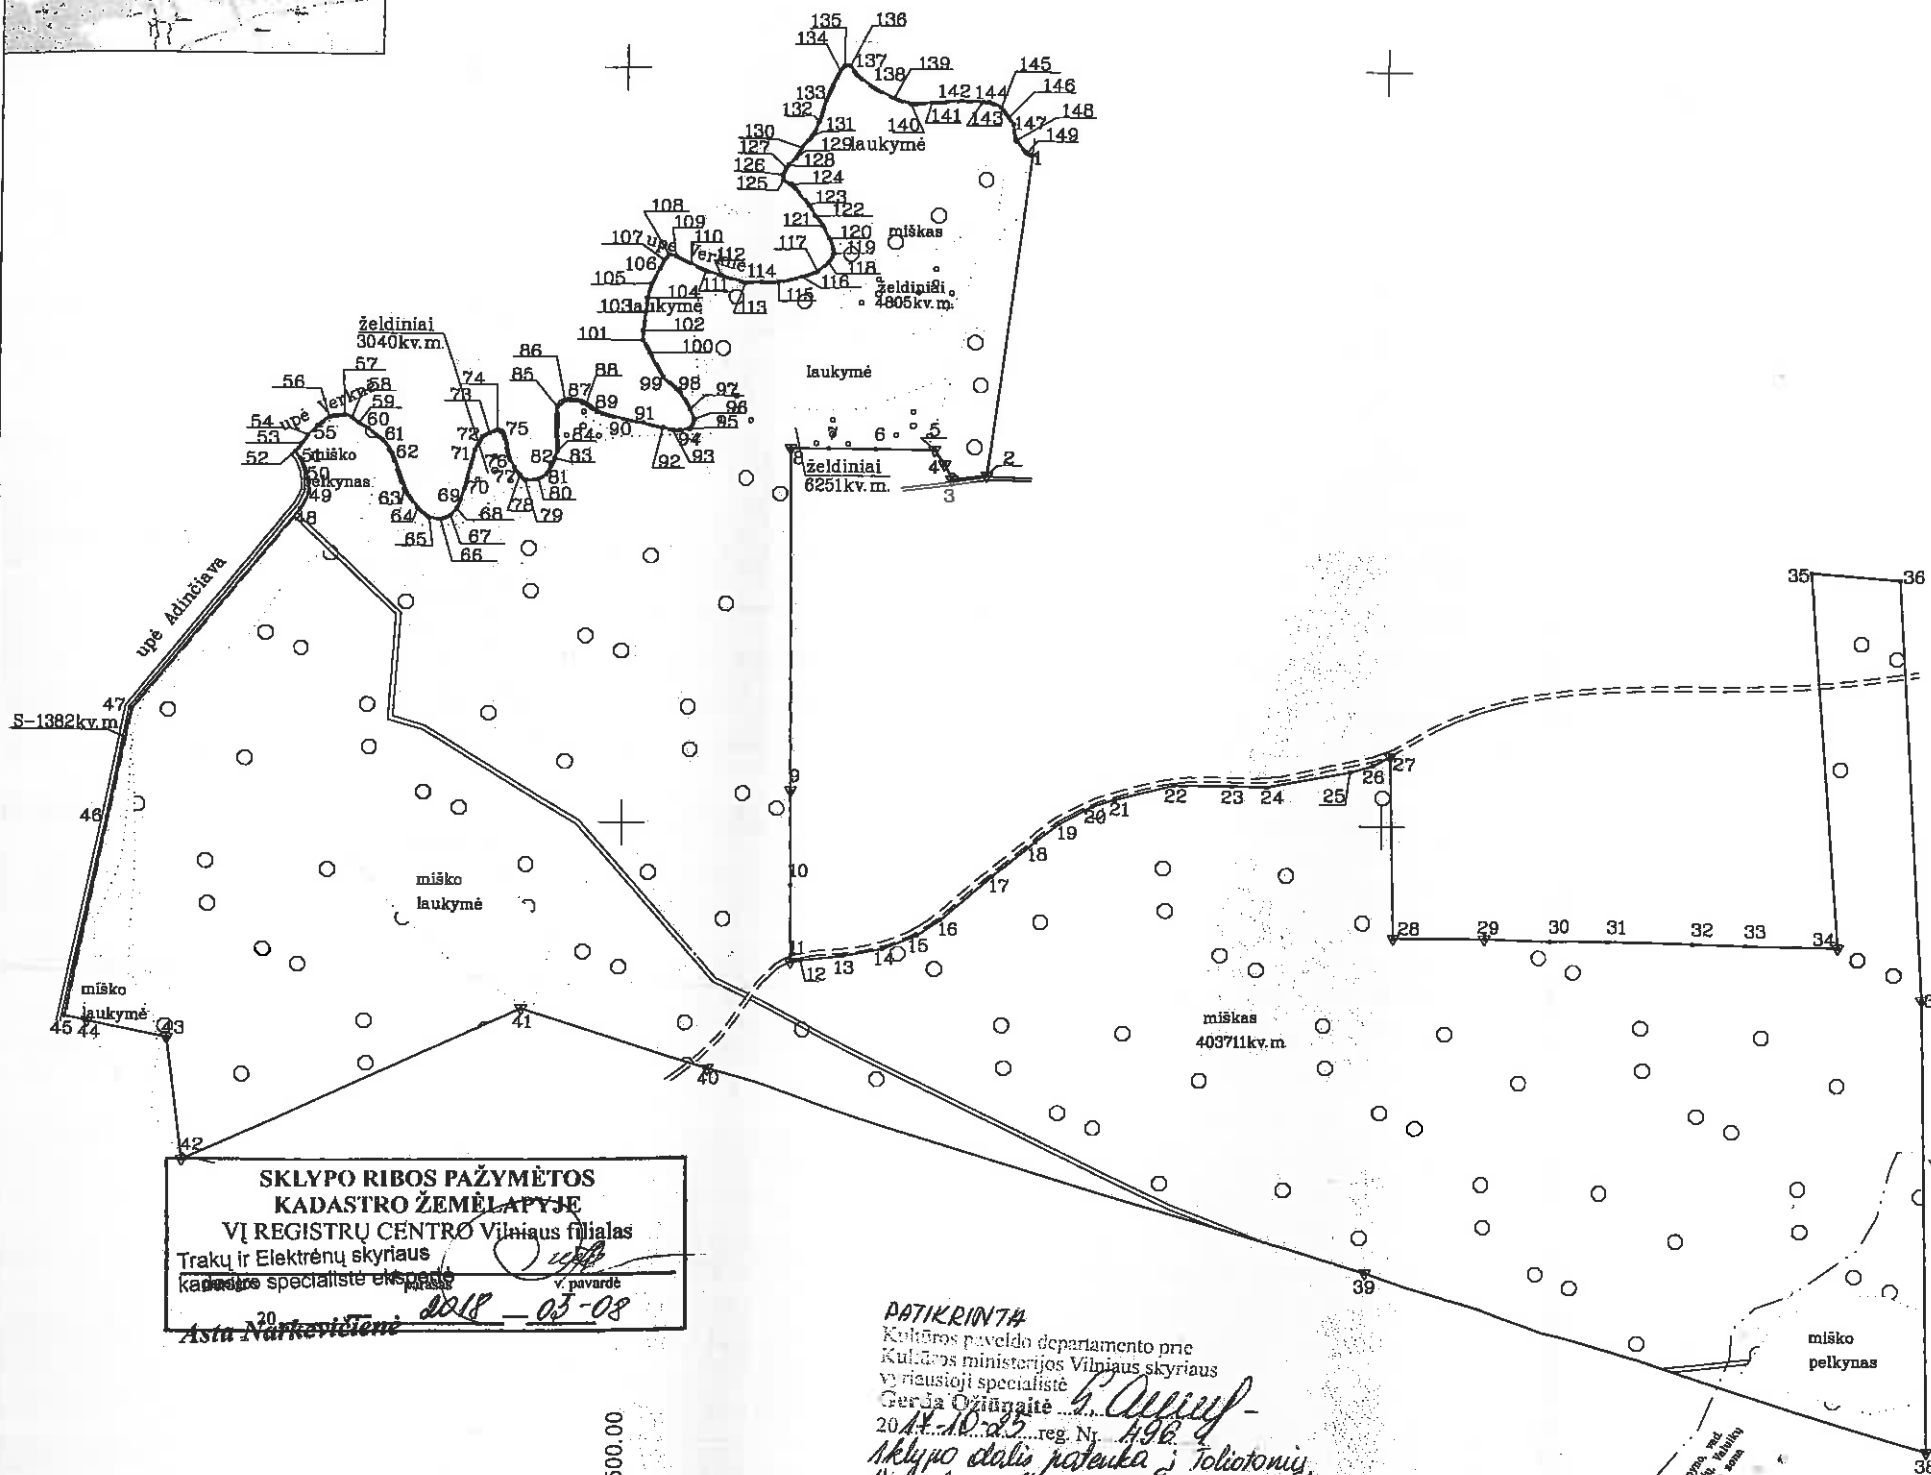 135 136
134
137
138 139
145
146
148
149
147
1
142 144
141 143
140
133
132
131
130
129 laukymė
127
128
126
124
125
123
122
121
120
119
117
118
116
108
109
107 upė Verknė
110
112
106
105
111
114
104
113
115
103 laukymė
102
101
100
miškas
želdiniai
4805kv.m.
želdiniai
3040kv.m.
laukymė
86
85
87 88
89
99 98
97
96
95
94
93
92
91
90
84
83
82
81
80
79
78
77
76
75
74
73
72
71
70
69
68
67
66
65
64
63
62
61
60
59
58
57
56
upė Verknė
55
54
53
52
51
miško
pelkynas
50
49
48
7 6 5
8
4
3
2
želdiniai
6251kv.m.
upė Adinčiava
47
S-1382kv.m
46
9
10
11
12 13 14 15 16 17 18 19 20 21 22 23 24 25 26 27
28 29 30 31 32 33 34
35 36
miško
laukymė
miško
laukymė
45 44 43
41
40
42
miškas
403711kv.m
39
38
miško
pelkynas
SKLYPO RIBOS PAŽYMĖTOS
KADASTRO ŽEMĖLAPYJE
VĮ REGISTRŲ CENTRO Vilniaus filialas
Trakų ir Elektrėnų skyriaus
kadastro specialistė ekspertė
parašas v. pavardė
20 2018 – 03-08
Asta Narkevičienė
PATIKRINTA
Kultūros paveldo departamento prie
Kultūros ministerijos Vilniaus skyriaus
vyriausioji specialistė
Gerda Ožiūnaitė
2017-10-25 reg. Nr. 496
sklypo dalis patenka į Toliotonių
500.00
zona